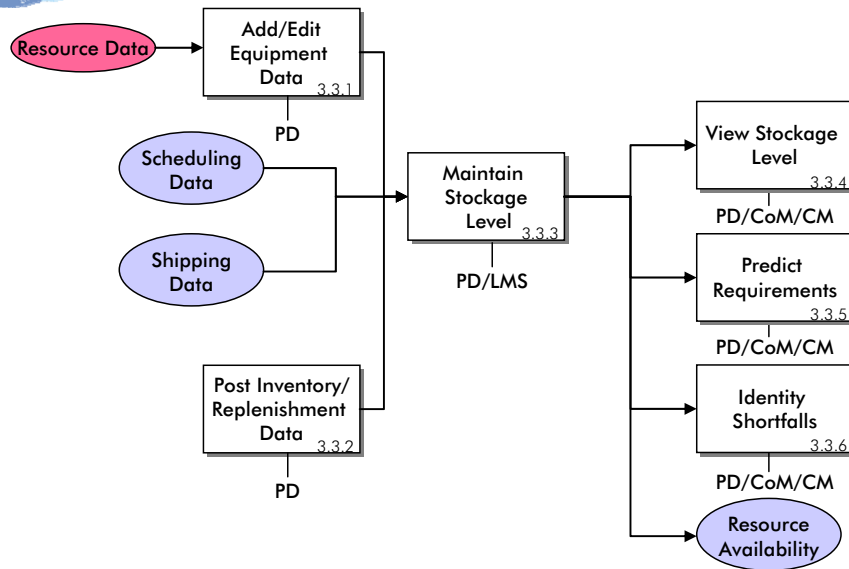 Resource Data
Add/Edit
Equipment
Data
3.3.1
PD
Scheduling
Data
Shipping
Data
Post Inventory/
Replenishment
Data
3.3.2
PD
Maintain
Stockage
Level
3.3.3
PD/LMS
View Stockage
Level
3.3.4
PD/CoM/CM
Predict
Requirements
3.3.5
PD/CoM/CM
Identity
Shortfalls
3.3.6
PD/CoM/CM
Resource
Availability